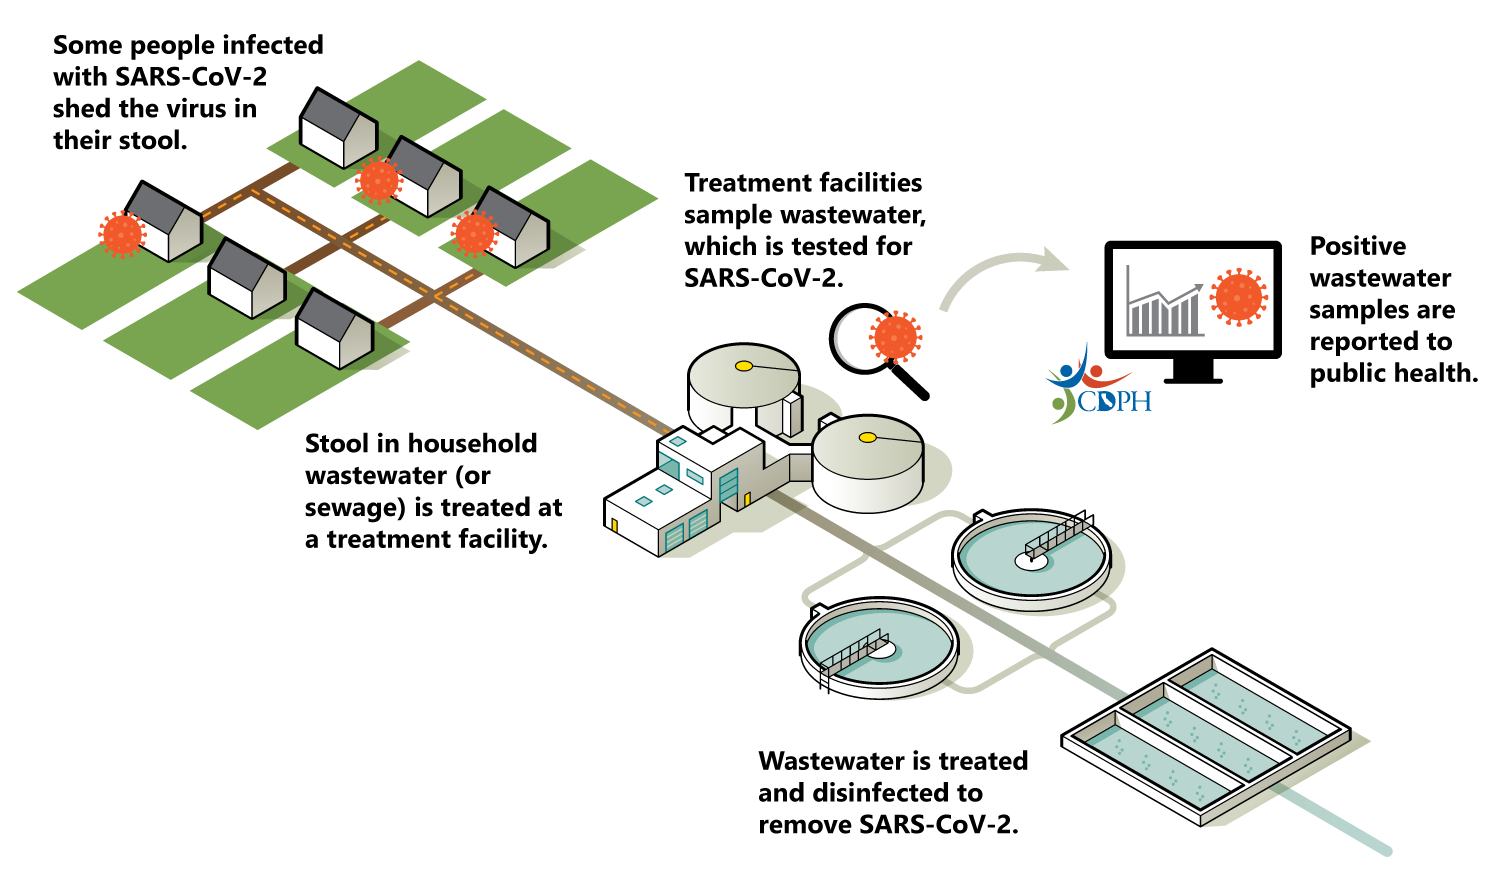 Some people infected
with SARS-CoV-2
shed the virus in
their stool.
Treatment facilities
sample wastewater,
which is tested for
SARS-CoV-2.
Positive
wastewater
samples are
reported to
public health.
CDPH
Stool in household
wastewater (or
sewage) is treated at
a treatment facility.
Wastewater is treated
and disinfected to
remove SARS-CoV-2.